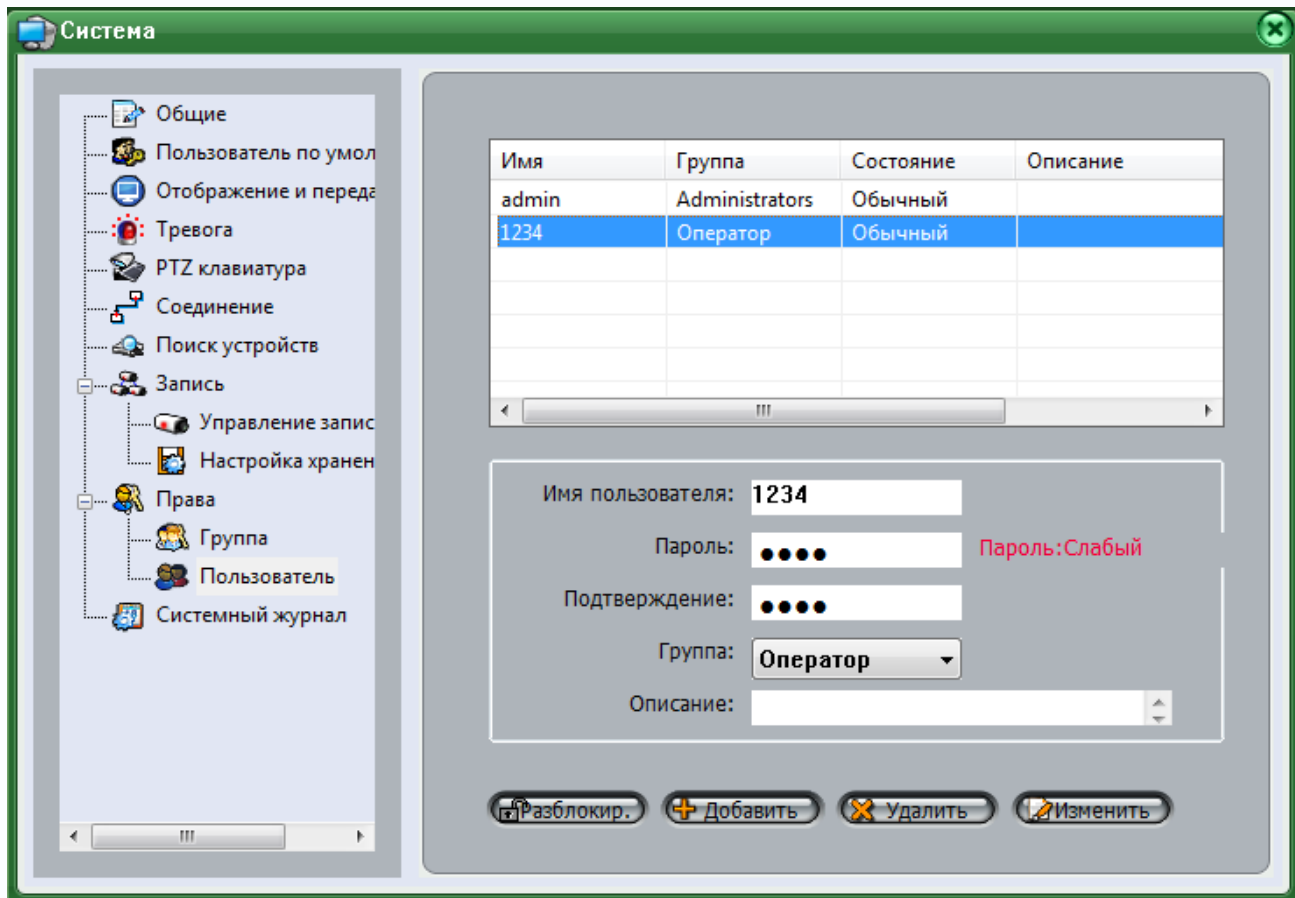 Система
Общие
Пользователь по умол
Отображение и переда
Тревога
PTZ клавиатура
Соединение
Поиск устройств
Запись
Управление запис
Настройка хранен
Права
Группа
Пользователь
Системный журнал
Имя Группа Состояние Описание
admin Administrators Обычный
1234 Оператор Обычный
Имя пользователя: 1234
Пароль: ●●●● Пароль:Слабый
Подтверждение: ●●●●
Группа: Оператор
Описание:
Разблокир. Добавить Удалить Изменить